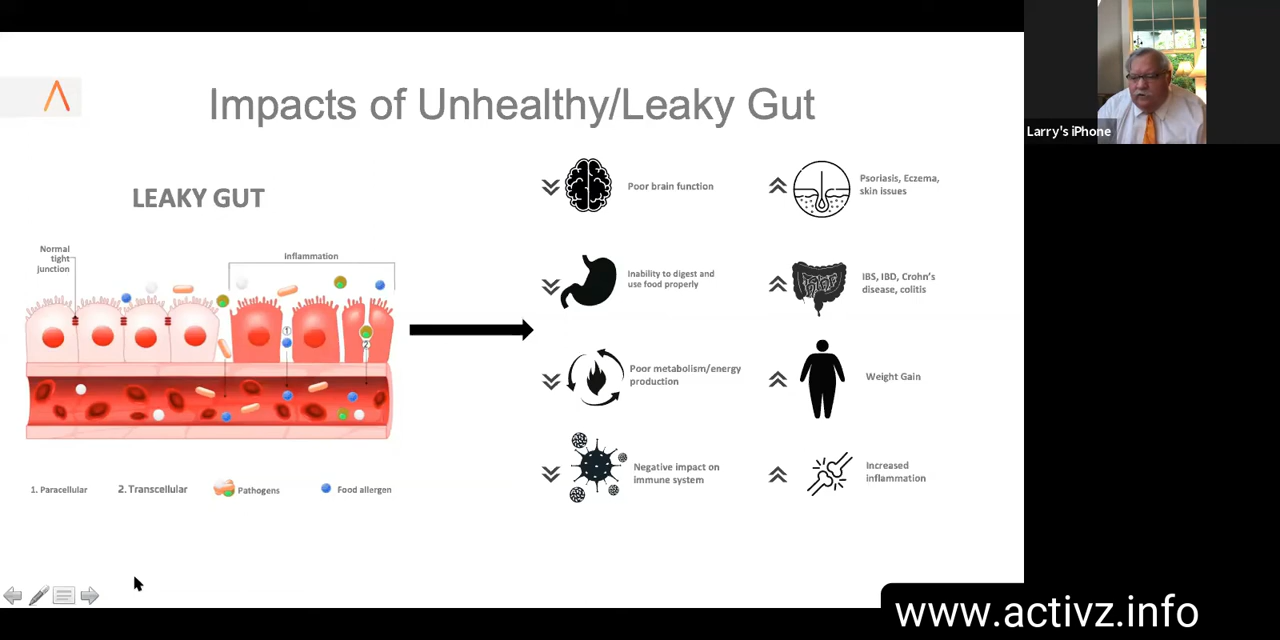 Impacts of Unhealthy/Leaky Gut
LEAKY GUT
Normal
tight
junction
Inflammation
1
2
1. Paracellular
2. Transcellular
Pathogens
Food allergen
Poor brain function
Inability to digest and
use food properly
Poor metabolism/energy
production
Negative impact on
immune system
Psoriasis, Eczema,
skin issues
IBS, IBD, Crohn's
disease, colitis
Weight Gain
Increased
inflammation
Larry's iPhone
www.activz.info